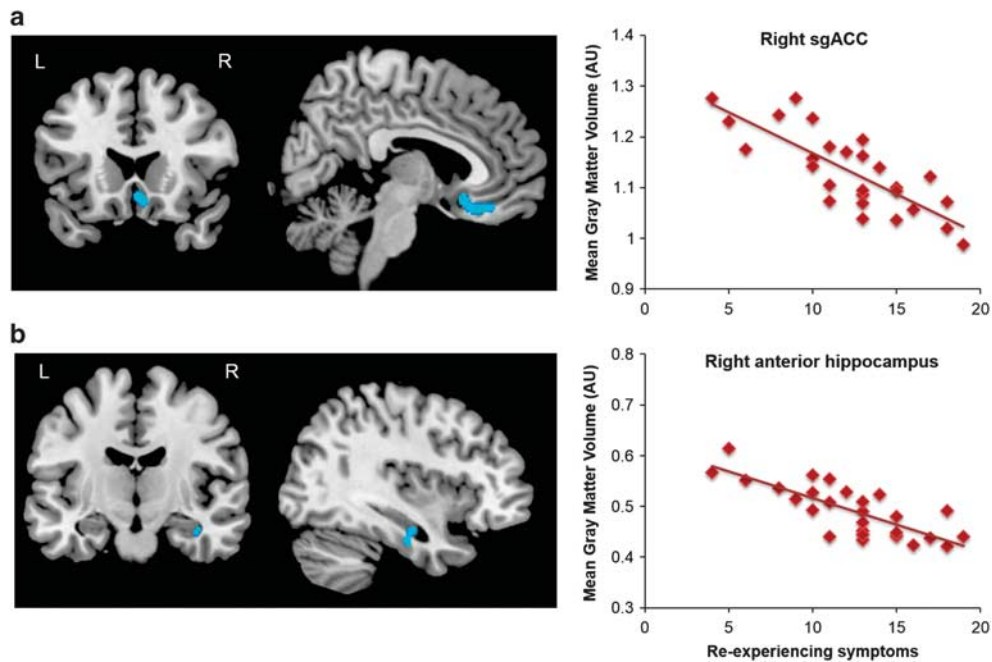 a
L
R
Right sgACC
Mean Gray Matter Volume (AU)
1.4
1.3
1.2
1.1
1
0.9
0
5
10
15
20
b
L
R
Right anterior hippocampus
Mean Gray Matter Volume (AU)
0.8
0.7
0.6
0.5
0.4
0.3
0
5
10
15
20
Re-experiencing symptoms